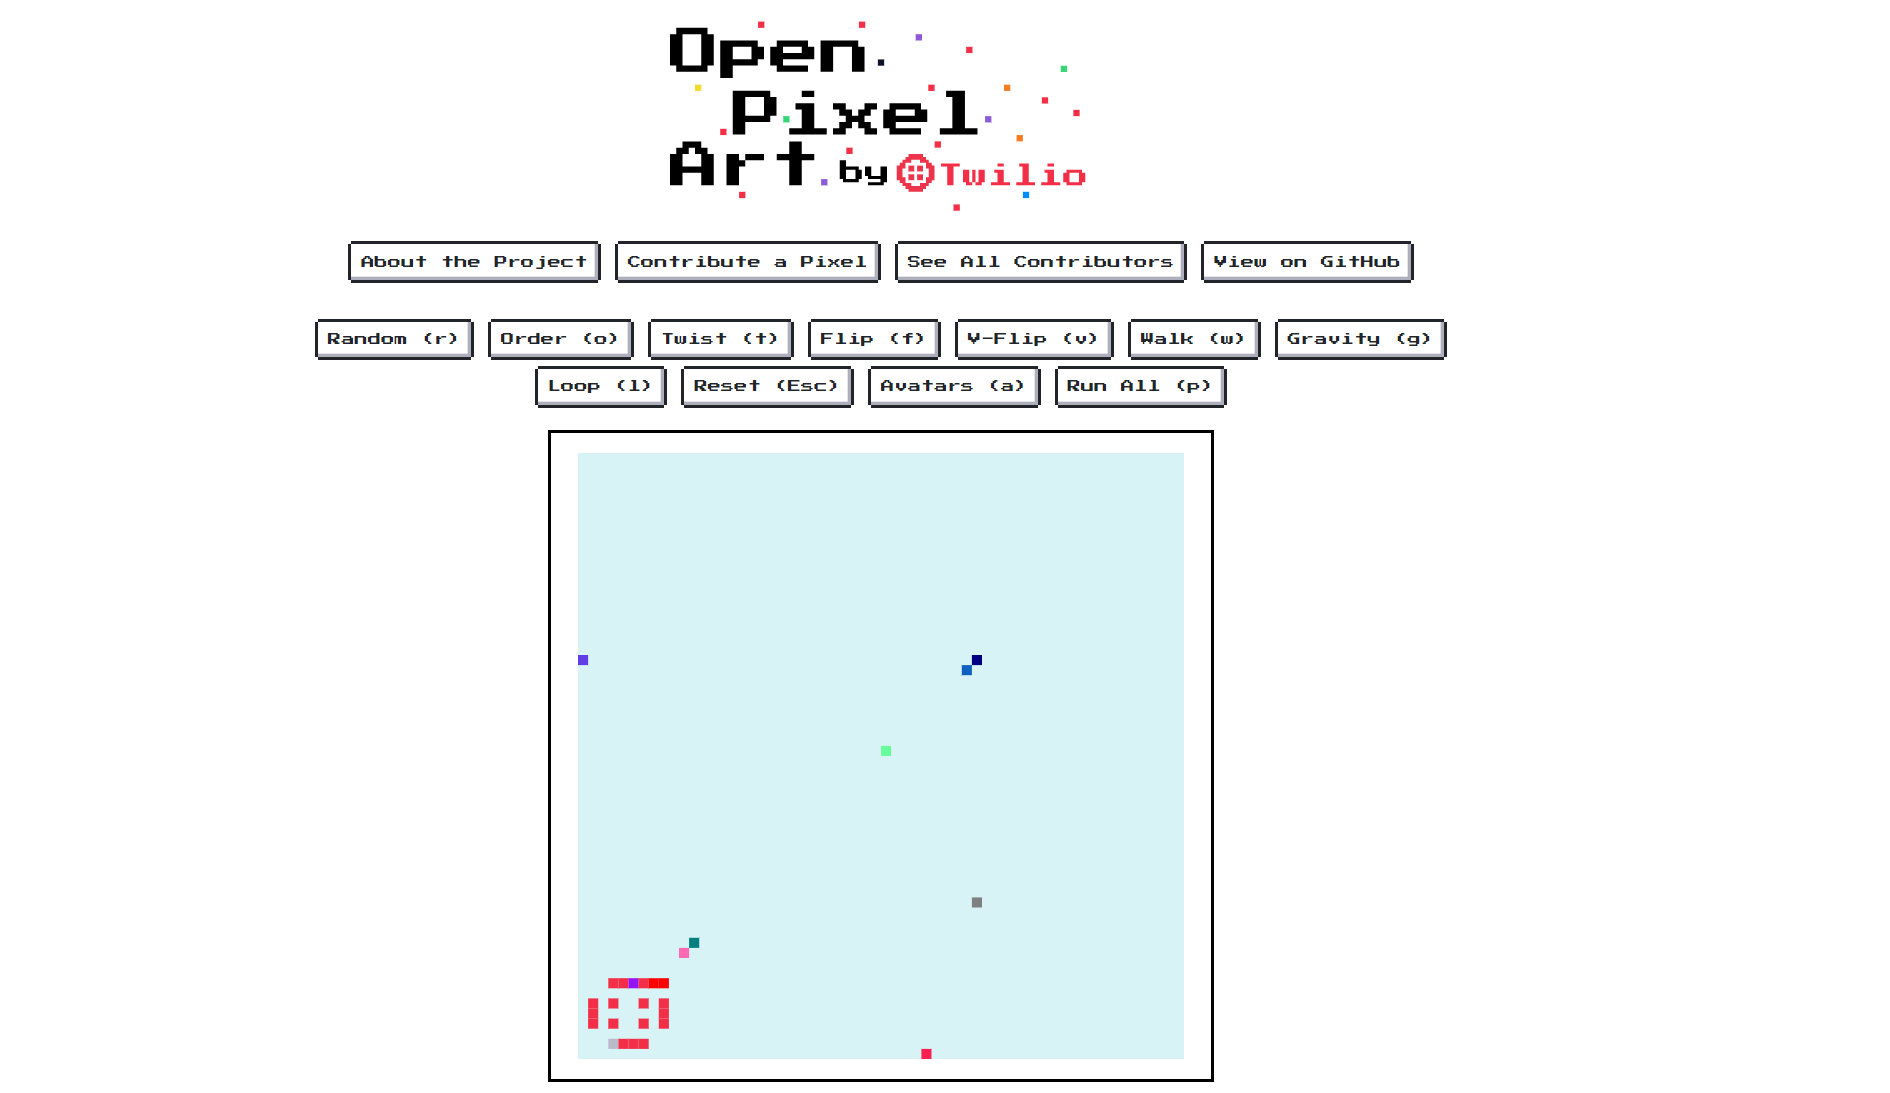 Open
Pixel
Art by Twilio
About the Project Contribute a Pixel See All Contributors View on GitHub
Random (r) Order (o) Twist (t) Flip (f) V-Flip (v) Walk (w) Gravity (g)
Loop (l) Reset (Esc) Avatars (a) Run All (p)